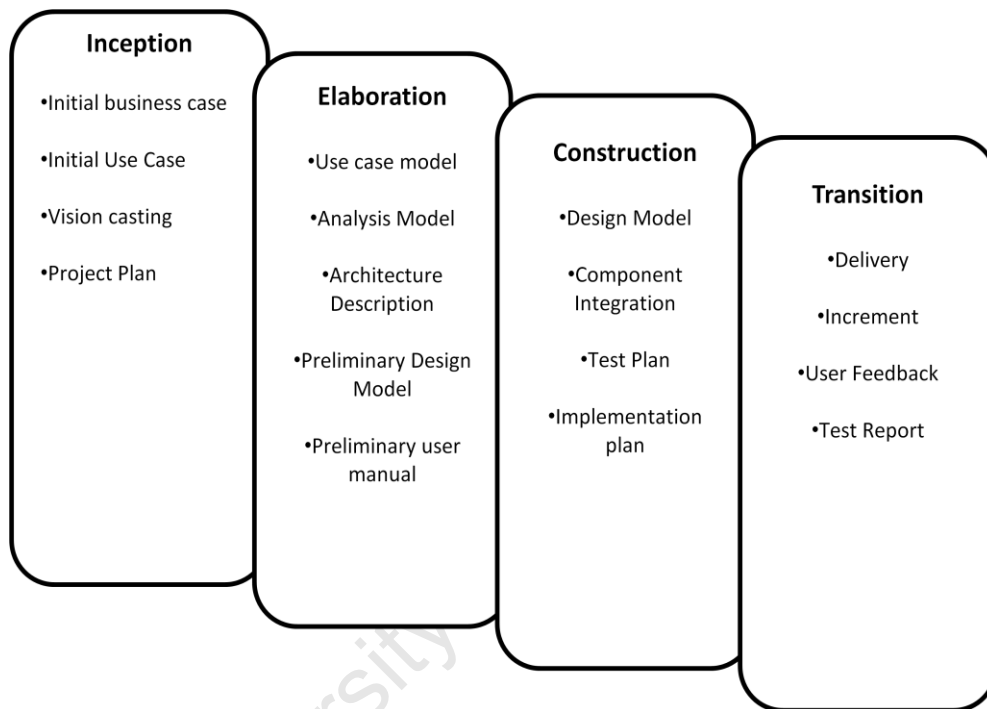 Inception
•Initial business case
•Initial Use Case
•Vision casting
•Project Plan
Elaboration
•Use case model
•Analysis Model
•Architecture
Description
•Preliminary Design
Model
•Preliminary user
manual
Construction
•Design Model
•Component
Integration
•Test Plan
•Implementation
plan
Transition
•Delivery
•Increment
•User Feedback
•Test Report